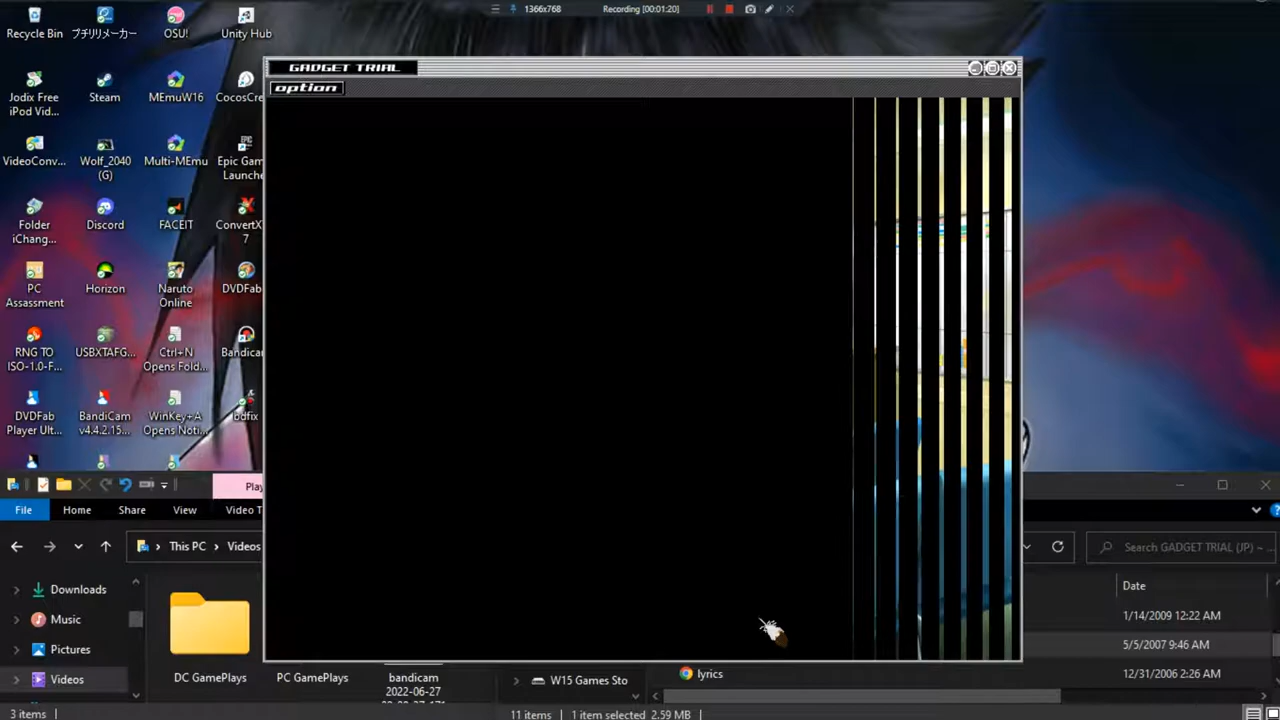 1366x768
Recording [00:01:20]
Recycle Bin
プチリリメーカー
OSU!
Unity Hub
GADGET TRIAL
option
Jodix Free
iPod Vid...
Steam
MEmuW16
CocosCre
VideoConv...
Wolf_2040
(G)
Multi-MEmu
Epic Gam
Launche
Folder
iChang...
Discord
FACEIT
ConvertX
7
PC
Assassment
Horizon
Naruto
Online
DVDFab
RNG TO
ISO-1.0-F...
USBXTAFG...
Ctrl+N
Opens Fold...
Bandicar
DVDFab
Player Ult...
BandiCam
v4.4.2.15...
WinKey+A
Opens Noti...
bdfix
Play
File
Home
Share
View
Video T
This PC
Videos
Search GADGET TRIAL (JP) ~ ...
Downloads
Music
Pictures
Videos
Date
1/14/2009 12:22 AM
5/5/2007 9:46 AM
12/31/2006 2:26 AM
DC GamePlays
PC GamePlays
bandicam
2022-06-27
W15 Games Sto
lyrics
3 items
11 items
1 item selected 2.59 MB